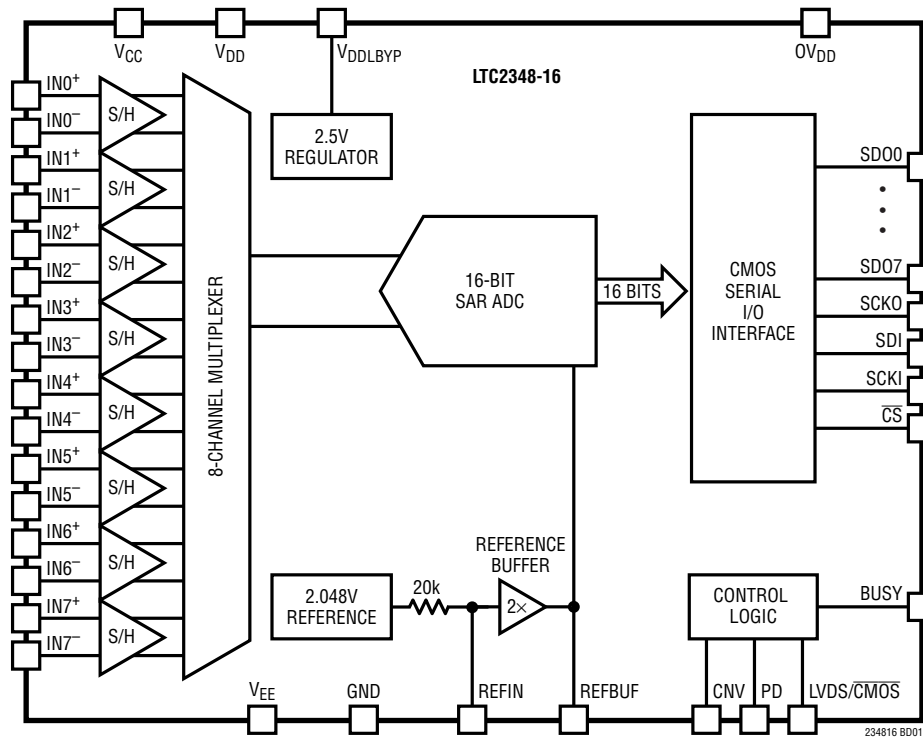 V_CC
V_DD
V_DDLBYP
OV_DD
LTC2348-16
IN0+
IN0−
IN1+
IN1−
IN2+
IN2−
IN3+
IN3−
IN4+
IN4−
IN5+
IN5−
IN6+
IN6−
IN7+
IN7−
S/H
S/H
S/H
S/H
S/H
S/H
S/H
S/H
8-CHANNEL MULTIPLEXER
2.5V
REGULATOR
16-BIT
SAR ADC
16 BITS
CMOS
SERIAL
I/O
INTERFACE
SDO0
SDO7
SCKO
SDI
SCKI
C̅S̅
2.048V
REFERENCE
20k
REFERENCE
BUFFER
2×
CONTROL
LOGIC
BUSY
V_EE
GND
REFIN
REFBUF
CNV
PD
LVDS/C̅M̅O̅S̅
234816 BD01